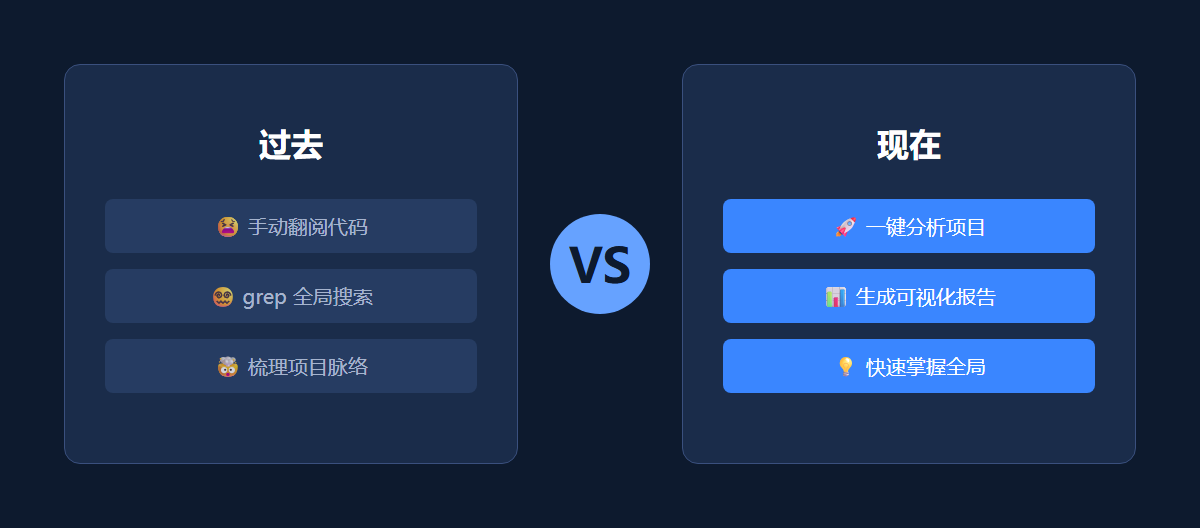 过去
😫 手动翻阅代码
😵‍💫 grep 全局搜索
🤯 梳理项目脉络
VS
现在
🚀 一键分析项目
📊 生成可视化报告
💡 快速掌握全局